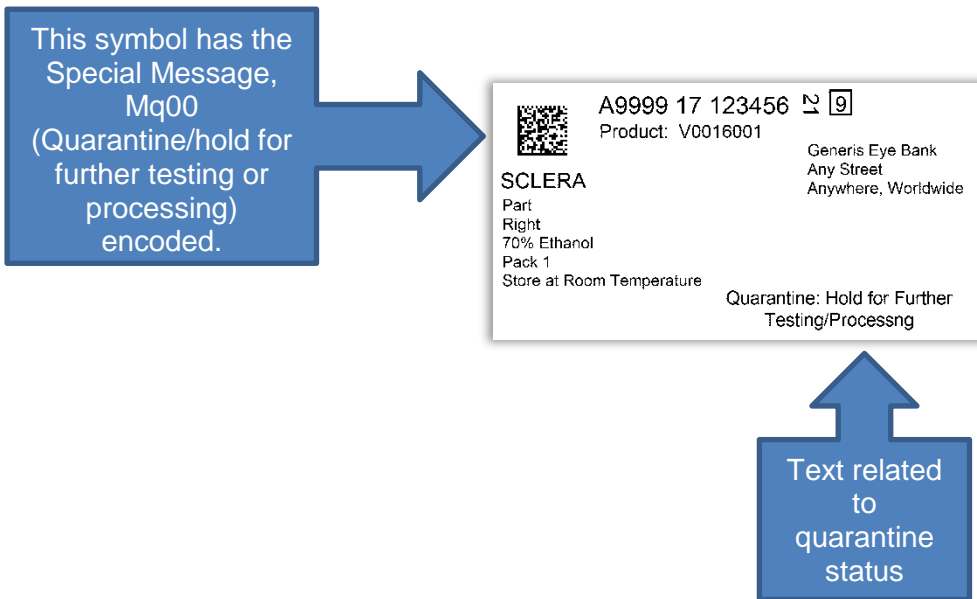 This symbol has the
Special Message,
Mq00
(Quarantine/hold for
further testing or
processing)
encoded.
A9999 17 123456 21 9
Product: V0016001
Generis Eye Bank
Any Street
Anywhere, Worldwide
SCLERA
Part
Right
70% Ethanol
Pack 1
Store at Room Temperature
Quarantine: Hold for Further
Testing/Processng
Text related
to
quarantine
status